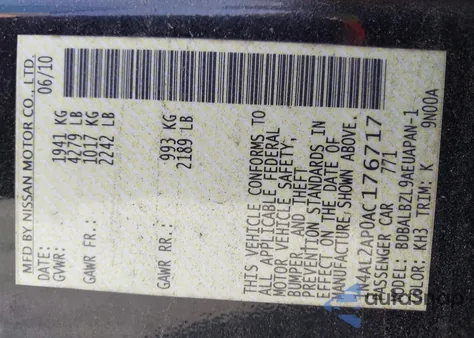 MFD BY NISSAN MOTOR CO., LTD.
DATE: 06/10
GVWR: 1941 KG
4279 LB
GAWR FR.: 1017 KG
2242 LB
GAWR RR.: 993 KG
2189 LB
THIS VEHICLE CONFORMS TO
ALL APPLICABLE FEDERAL
MOTOR VEHICLE SAFETY,
BUMPER, AND THEFT
PREVENTION STANDARDS IN
EFFECT ON THE DATE OF
MANUFACTURE, SHOWN ABOVE.
1N4AL2AP0AC176717
PASSENGER CAR 771
MODEL: BDBALBZL9AEUAPAN-1
COLOR: KH3 TRIM: K 9N00A
autosnap